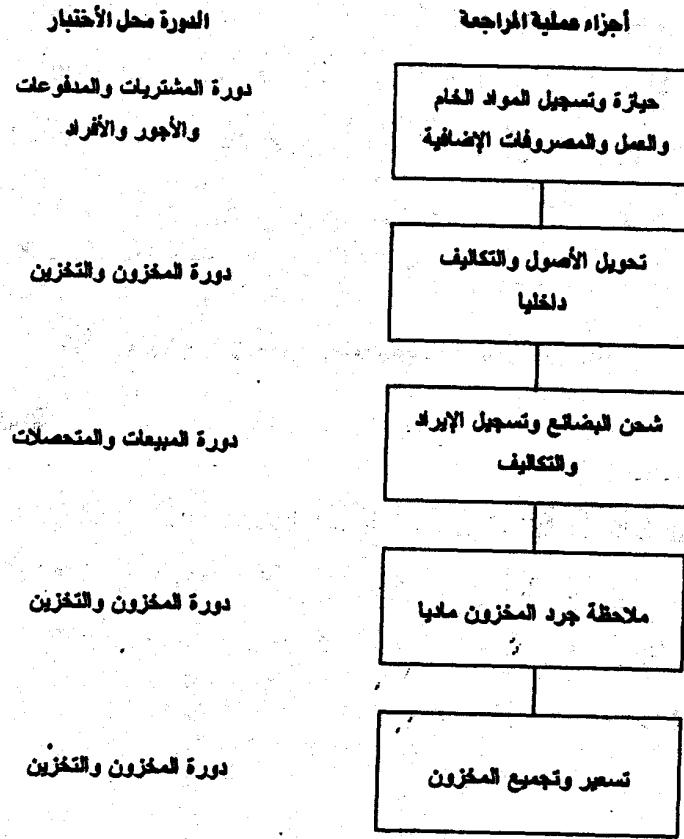 أجزاء عملية المراجعة
الدورة محل الأختبار
حيازة وتسجيل المواد الخام
والعمل والمصروفات الإضافية
دورة المشتريات والمدفوعات
والأجور والأفراد
تحويل الأصول والتكاليف
داخليا
دورة المخزون والتخزين
شحن البضائع وتسجيل الإيراد
والتكاليف
دورة المبيعات والمتحصلات
ملاحظة جرد المخزون ماديا
دورة المخزون والتخزين
تسعير وتجميع المخزون
دورة المخزون والتخزين